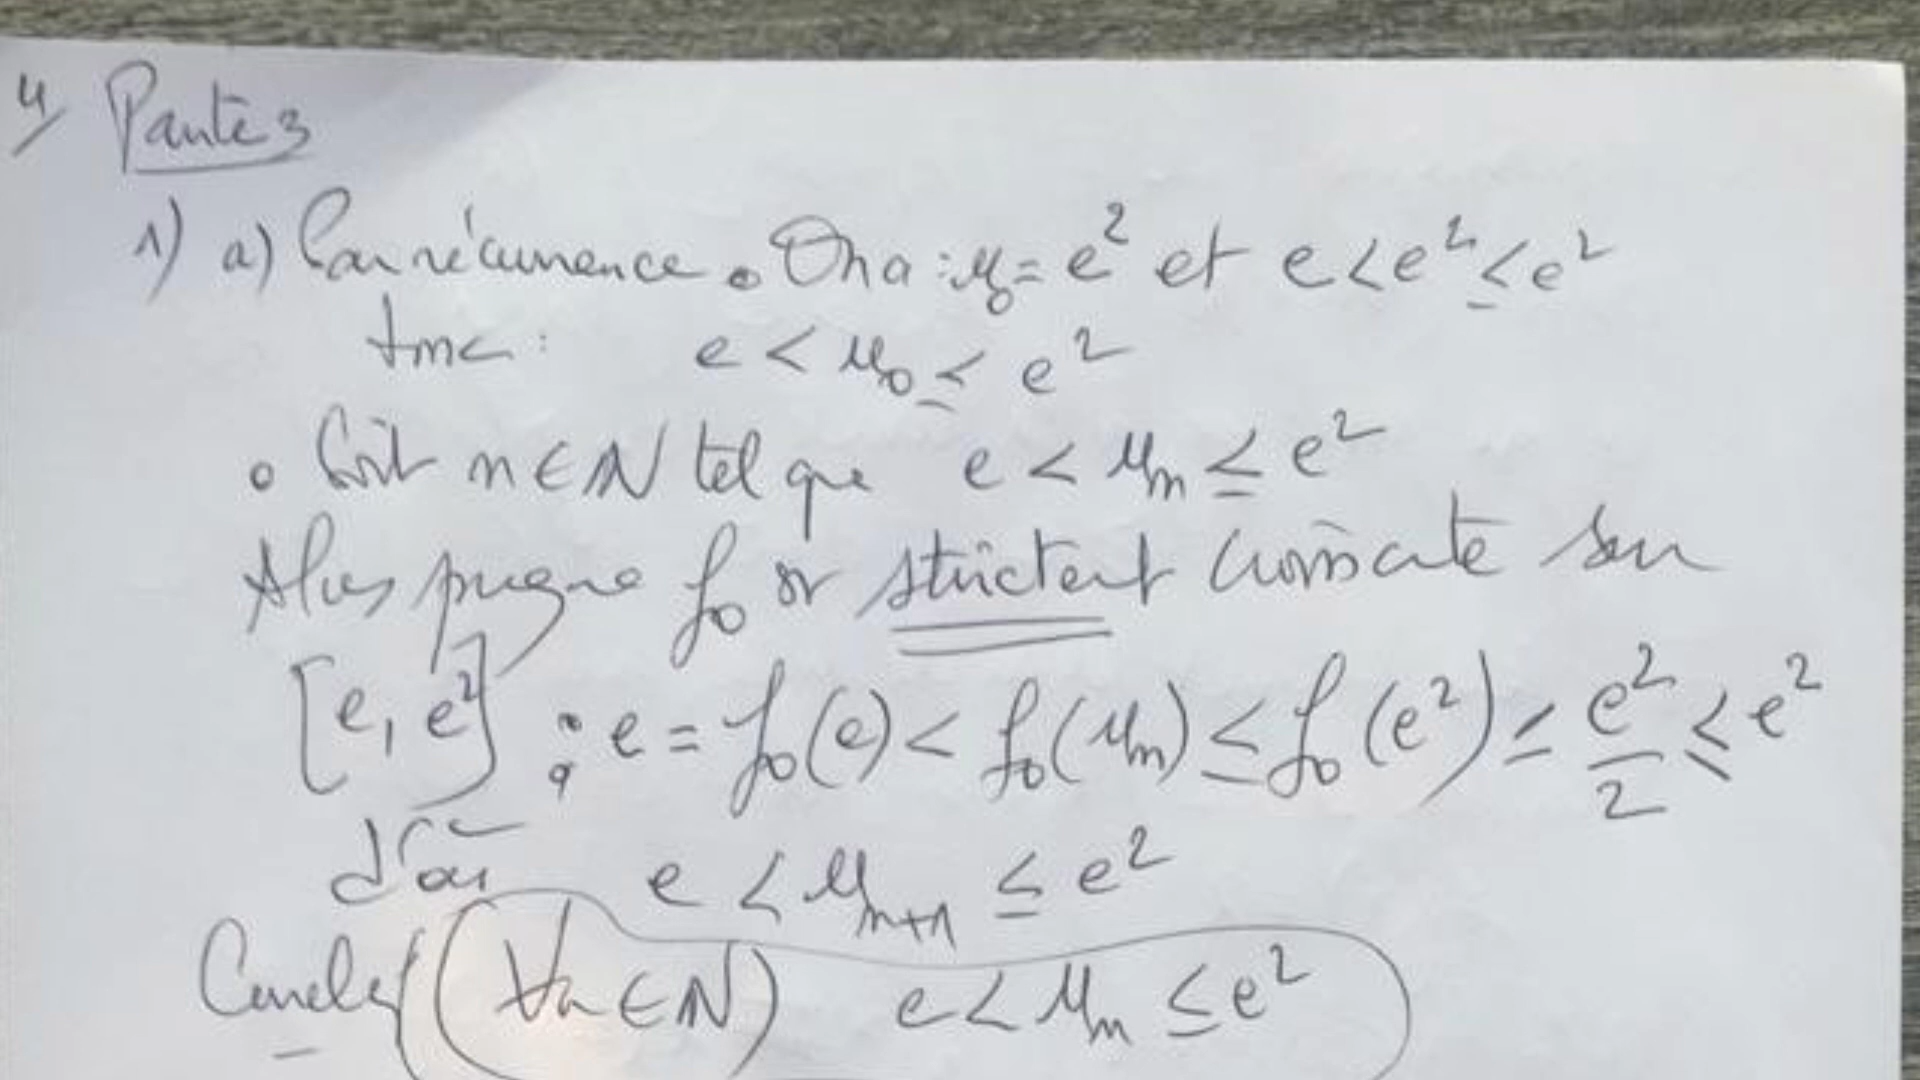 4/ Partie 3
1) a) Par récurrence. On a : u₀ = e² et e < e² ≤ e²
donc : e < u₀ ≤ e²
• Soit n ∈ ℕ tel que e < uₙ ≤ e²
Alors puisque f₀ est strictent croissante sur
[e, e²] : e = f₀(e) < f₀(uₙ) ≤ f₀(e²) = e²/2 ≤ e²
d'où e < uₙ₊₁ ≤ e²
Conclus (∀n ∈ ℕ) e < uₙ ≤ e²